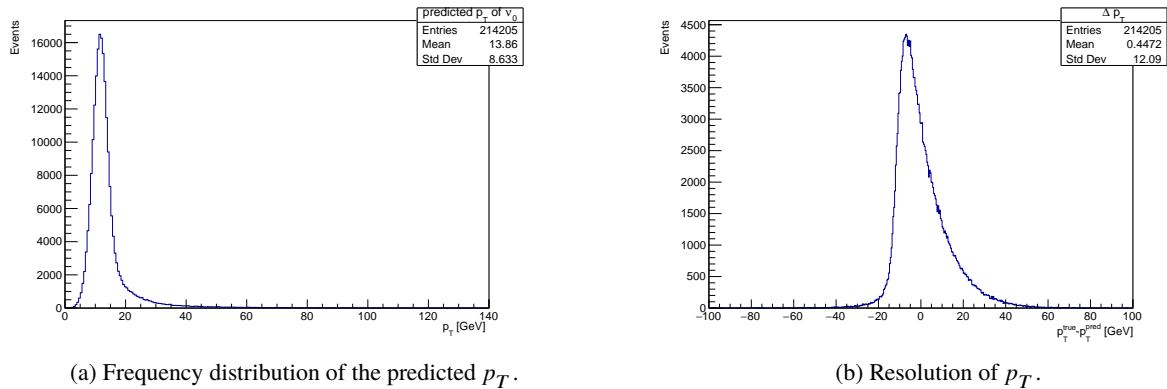 predicted p_T of ν_0
Entries 214205
Mean 13.86
Std Dev 8.633
Events
16000
14000
12000
10000
8000
6000
4000
2000
0
0 20 40 60 80 100 120 140
p_T [GeV]
(a) Frequency distribution of the predicted p_T.
Δ p_T
Entries 214205
Mean 0.4472
Std Dev 12.09
Events
4500
4000
3500
3000
2500
2000
1500
1000
500
0
−100 −80 −60 −40 −20 0 20 40 60 80 100
p_T^true-p_T^pred [GeV]
(b) Resolution of p_T.